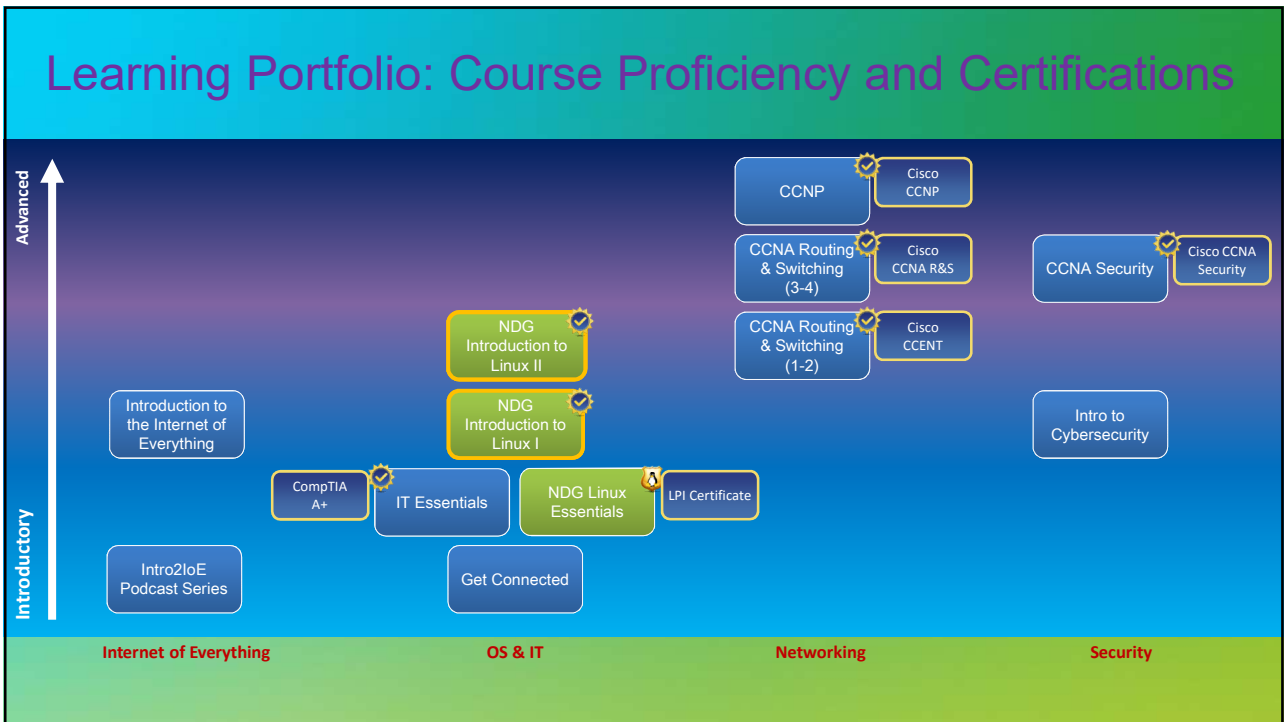 Learning Portfolio: Course Proficiency and Certifications
Advanced
Introductory
CCNP
Cisco
CCNP
CCNA Routing
& Switching
(3-4)
Cisco
CCNA R&S
CCNA Security
Cisco CCNA
Security
NDG
Introduction to
Linux II
CCNA Routing
& Switching
(1-2)
Cisco
CCENT
Introduction to
the Internet of
Everything
NDG
Introduction to
Linux I
Intro to
Cybersecurity
CompTIA
A+
IT Essentials
NDG Linux
Essentials
LPI Certificate
Intro2IoE
Podcast Series
Get Connected
Internet of Everything
OS & IT
Networking
Security